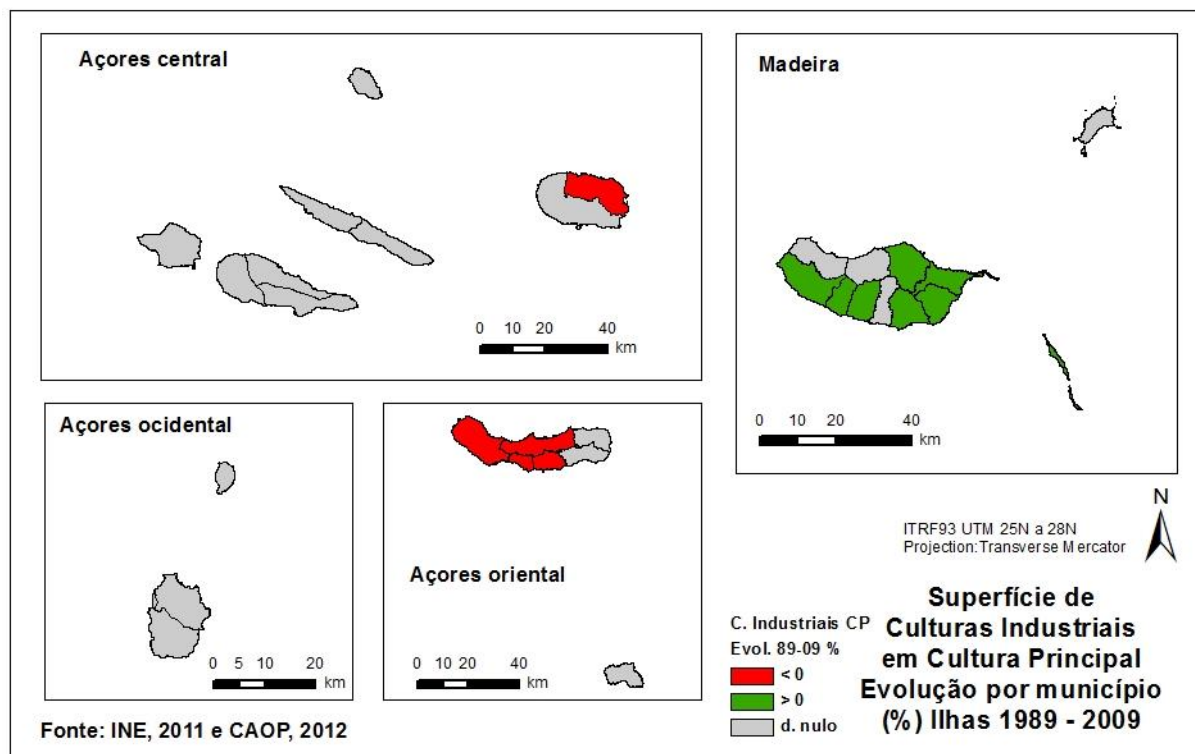 Açores central
0 10 20 40
km
Madeira
0 10 20 40
km
Açores ocidental
0 5 10 20
km
Açores oriental
0 10 20 40
km
N
ITRF93 UTM 25N a 28N
Projection:Transverse Mercator
C. Industriais CP
Evol. 89-09 %
< 0
> 0
d. nulo
Superfície de
Culturas Industriais
em Cultura Principal
Evolução por município
(%) Ilhas 1989 - 2009
Fonte: INE, 2011 e CAOP, 2012